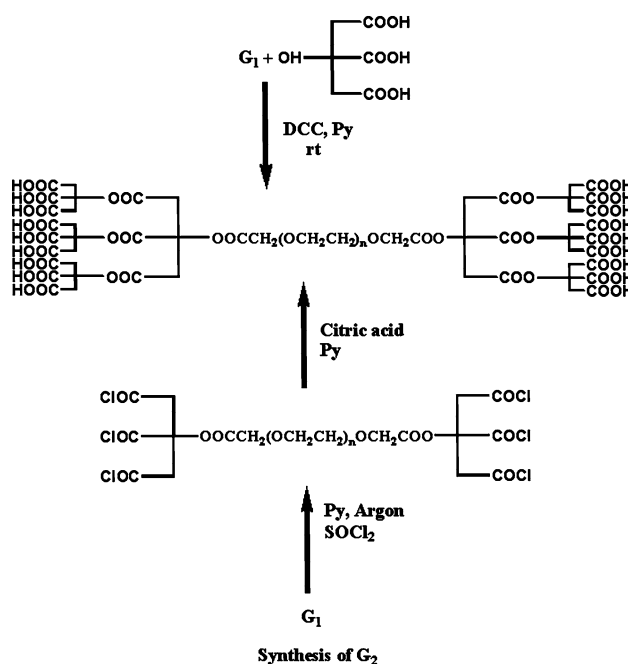 COOH
G₁ + OH COOH
COOH
DCC, Py
rt
HOOC COOH
HOOC OOC COO COOH
HOOC COOH
HOOC COOH
HOOC OOC OOCCH₂(OCH₂CH₂)ₙOCH₂COO COO COOH
HOOC COOH
HOOC COOH
HOOC OOC COO COOH
HOOC COOH
Citric acid
Py
ClOC COCl
ClOC OOCCH₂(OCH₂CH₂)ₙOCH₂COO COCl
ClOC COCl
Py, Argon
SOCl₂
G₁
Synthesis of G₂